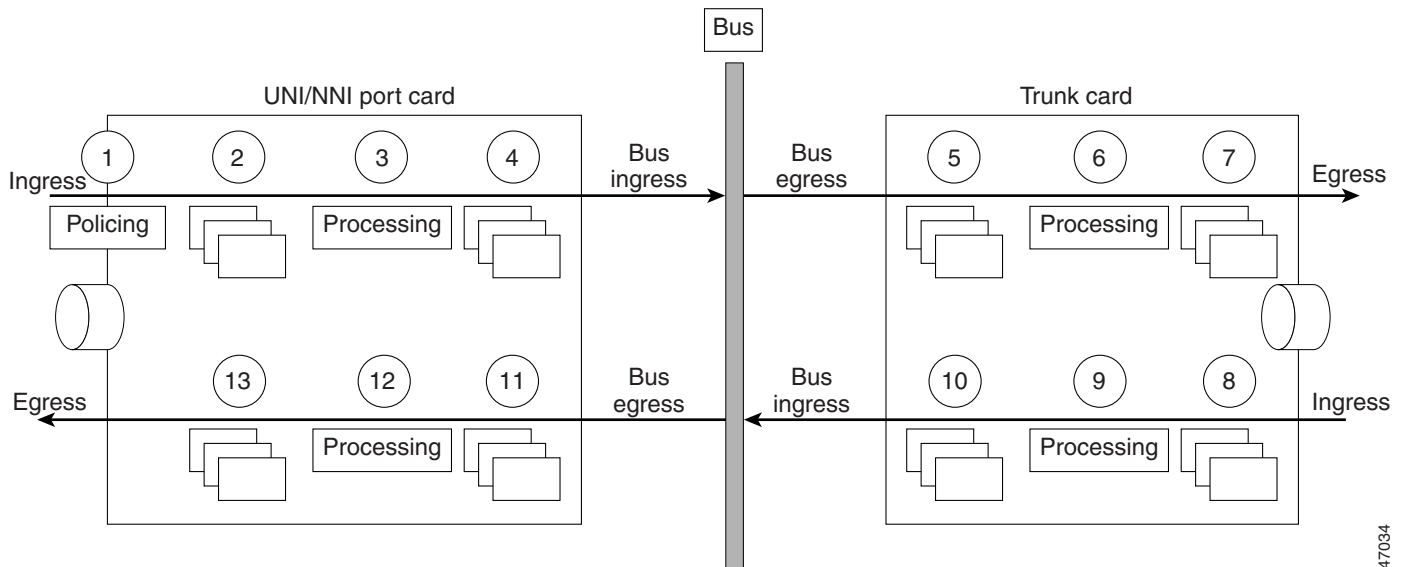 Bus
UNI/NNI port card
Trunk card
1
2
3
4
Bus
ingress
Bus
egress
5
6
7
Ingress
Egress
Policing
Processing
Processing
13
12
11
Bus
egress
Bus
ingress
10
9
8
Egress
Ingress
Processing
Processing
47034